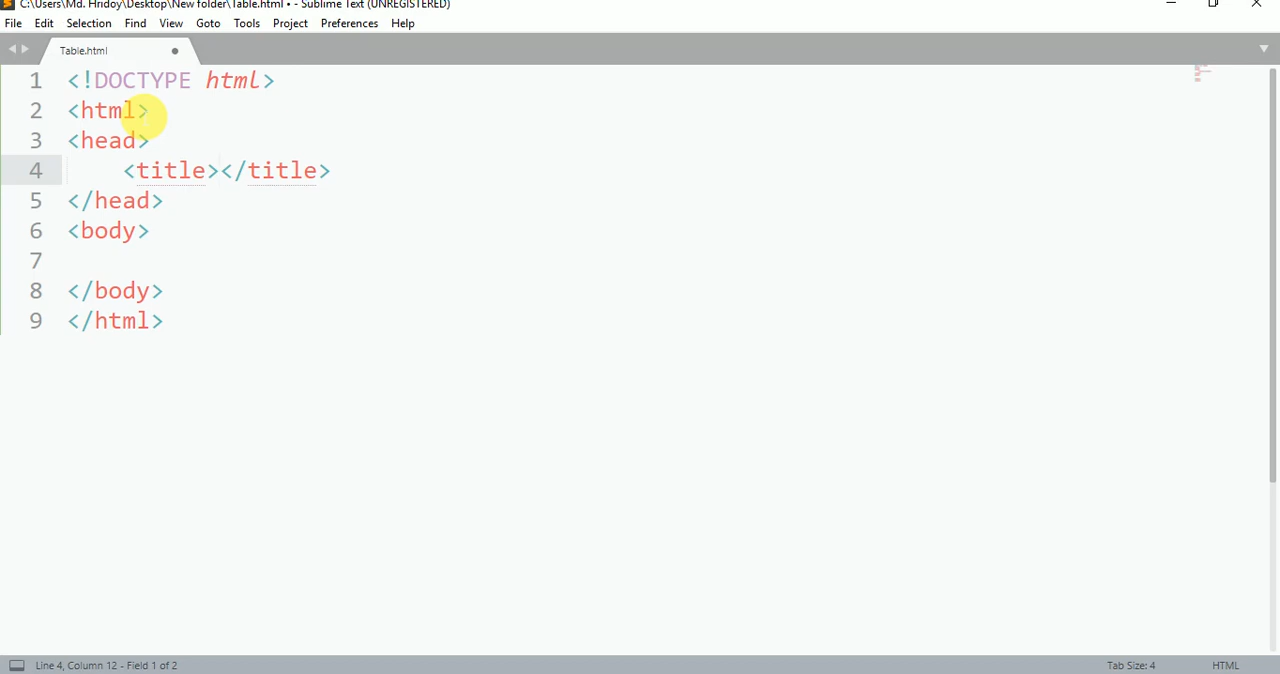 C:\Users\Md. Hridoy\Desktop\New folder\Table.html • - Sublime Text (UNREGISTERED)
File Edit Selection Find View Goto Tools Project Preferences Help
Table.html
1 <!DOCTYPE html>
2 <html>
3 <head>
4 <title></title>
5 </head>
6 <body>
7
8 </body>
9 </html>
Line 4, Column 12 - Field 1 of 2 Tab Size: 4 HTML